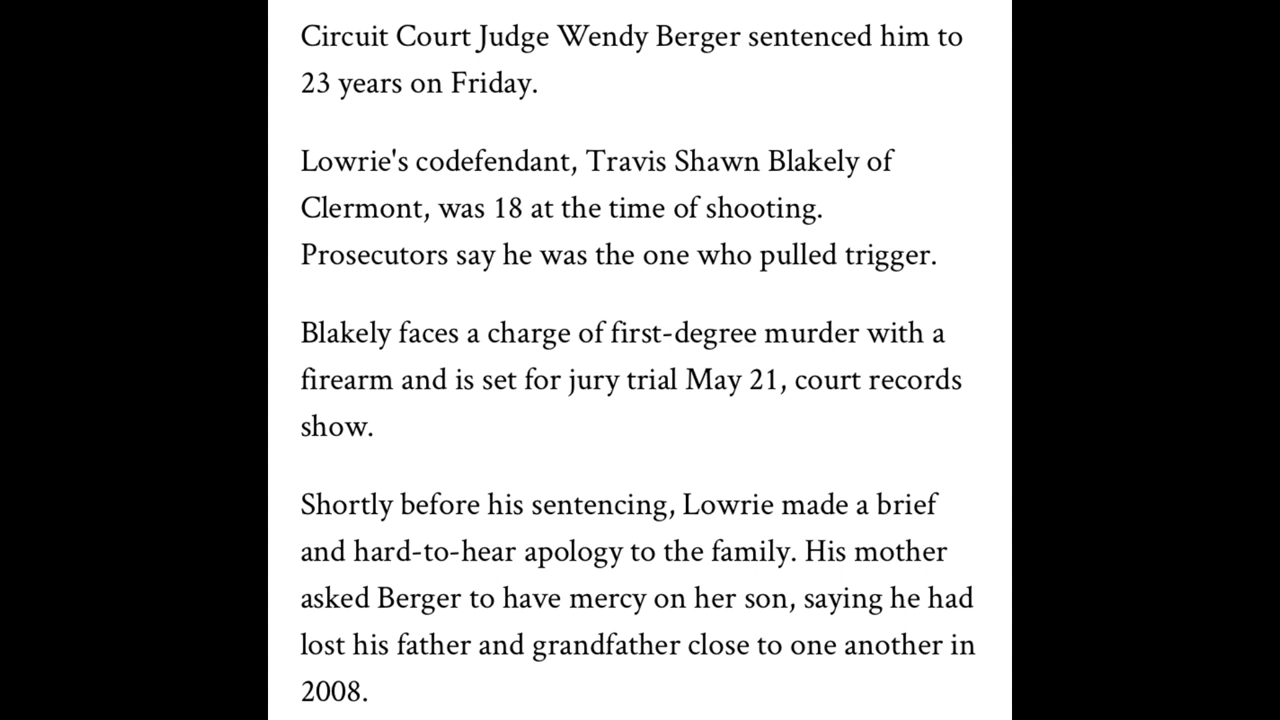 Circuit Court Judge Wendy Berger sentenced him to
23 years on Friday.
Lowrie's codefendant, Travis Shawn Blakely of
Clermont, was 18 at the time of shooting.
Prosecutors say he was the one who pulled trigger.
Blakely faces a charge of first-degree murder with a
firearm and is set for jury trial May 21, court records
show.
Shortly before his sentencing, Lowrie made a brief
and hard-to-hear apology to the family. His mother
asked Berger to have mercy on her son, saying he had
lost his father and grandfather close to one another in
2008.